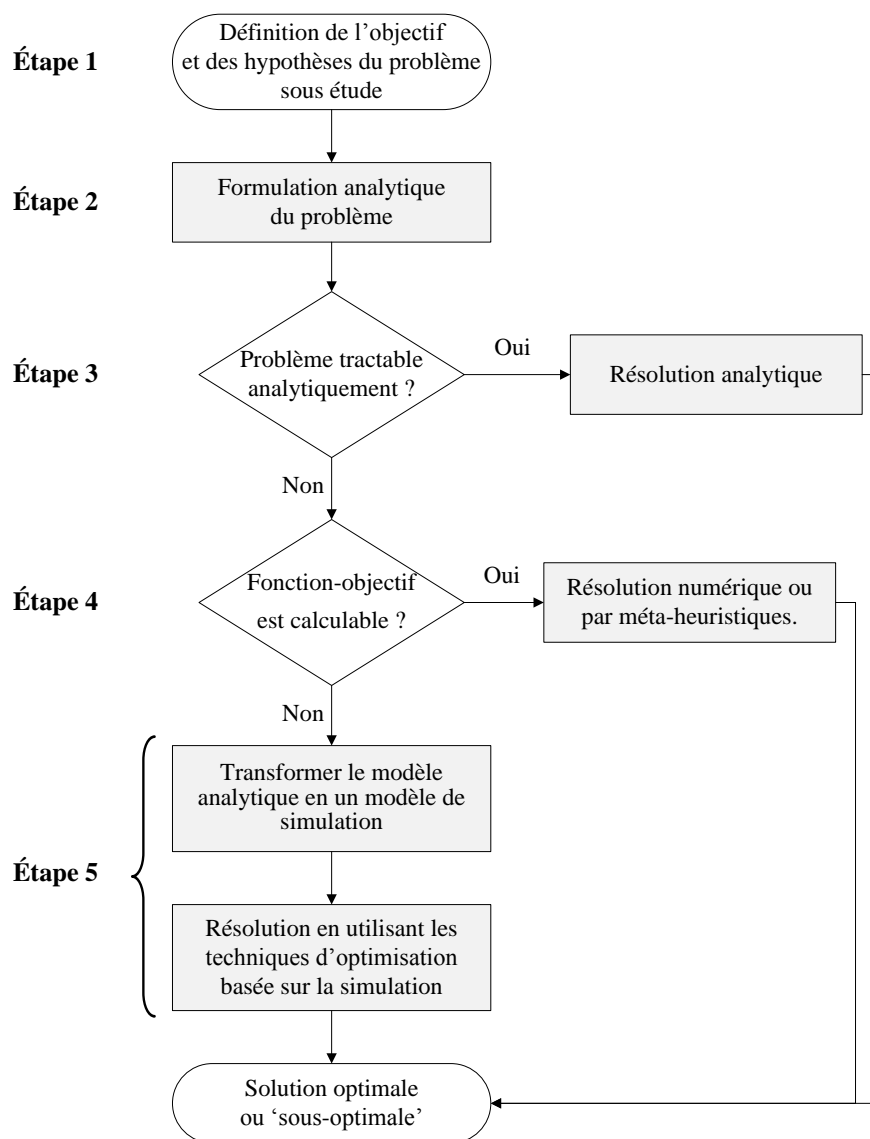 Étape 1
Définition de l’objectif
et des hypothèses du problème
sous étude
Étape 2
Formulation analytique
du problème
Étape 3
Problème tractable
analytiquement ?
Oui
Résolution analytique
Non
Étape 4
Fonction-objectif
est calculable ?
Oui
Résolution numérique ou
par méta-heuristiques.
Non
Étape 5
Transformer le modèle
analytique en un modèle de
simulation
Résolution en utilisant les
techniques d’optimisation
basée sur la simulation
Solution optimale
ou ‘sous-optimale’